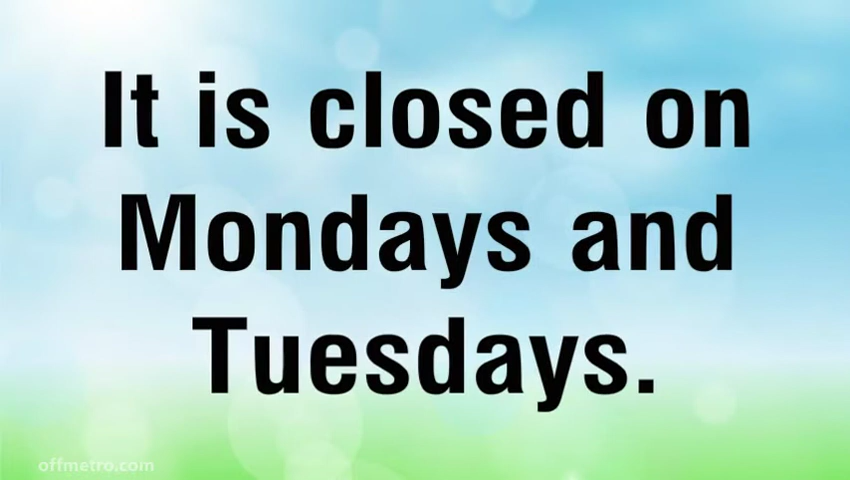 It is closed on
Mondays and
Tuesdays.
offmetro.com